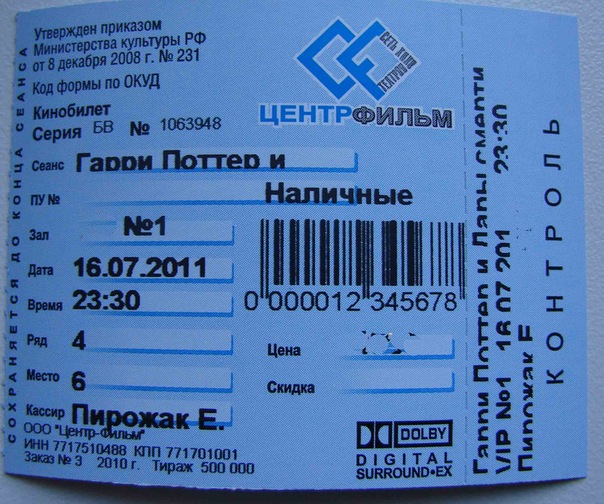 Утвержден приказом
Министерства культуры РФ
от 8 декабря 2008 г. № 231
Код формы по ОКУД
Кинобилет
Серия БВ № 1063948
СЕТЬ КИНО
ТЕАТРОВ
ЦЕНТРФИЛЬМ
Сеанс Гарри Поттер и
ПУ № Наличные
Зал №1
Дата 16.07.2011
Время 23:30
Ряд 4
Место 6
Кассир Пирожак Е.
0 000012 345678
Цена
Скидка
ООО "Центр-Фильм"
ИНН 7717510488 КПП 771701001
Заказ № 3 2010 г. Тираж 500 000
DOLBY
DIGITAL
SURROUND•EX
СОХРАНЯЕТСЯ ДО КОНЦА СЕАНСА
Гарри Поттер и Дары смерти
VIP №1 16.07.201 23:30
Пирожак Е
КОНТРОЛЬ